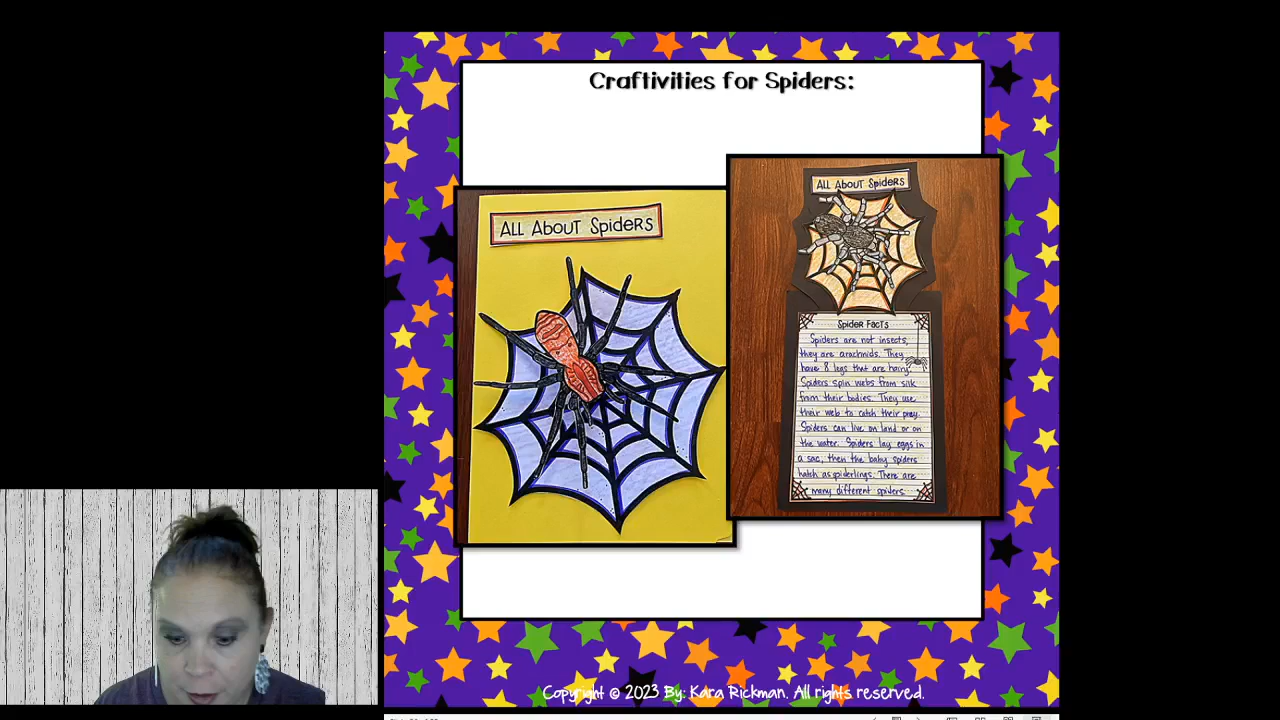 Craftivities for Spiders:
All About Spiders
All About Spiders
Spider Facts
Spiders are not insects,
they are arachnids. They
have 8 legs that are hairy.
Spiders spin webs from silk
from their bodies. They use
their web to catch their prey.
Spiders can live on land or on
the water. Spiders lay eggs in
a sac, then the baby spiders
hatch as spiderlings. There are
many different spiders.
Copyright © 2023 By: Kara Rickman. All rights reserved.